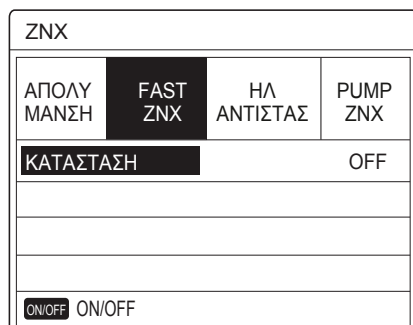 ZNX
ΑΠΟΛΥ
ΜΑΝΣΗ
FAST
ZNX
ΗΛ
ΑΝΤΙΣΤΑΣ
PUMP
ZNX
ΚΑΤΑΣΤΑΣΗ OFF
ON/OFF ON/OFF